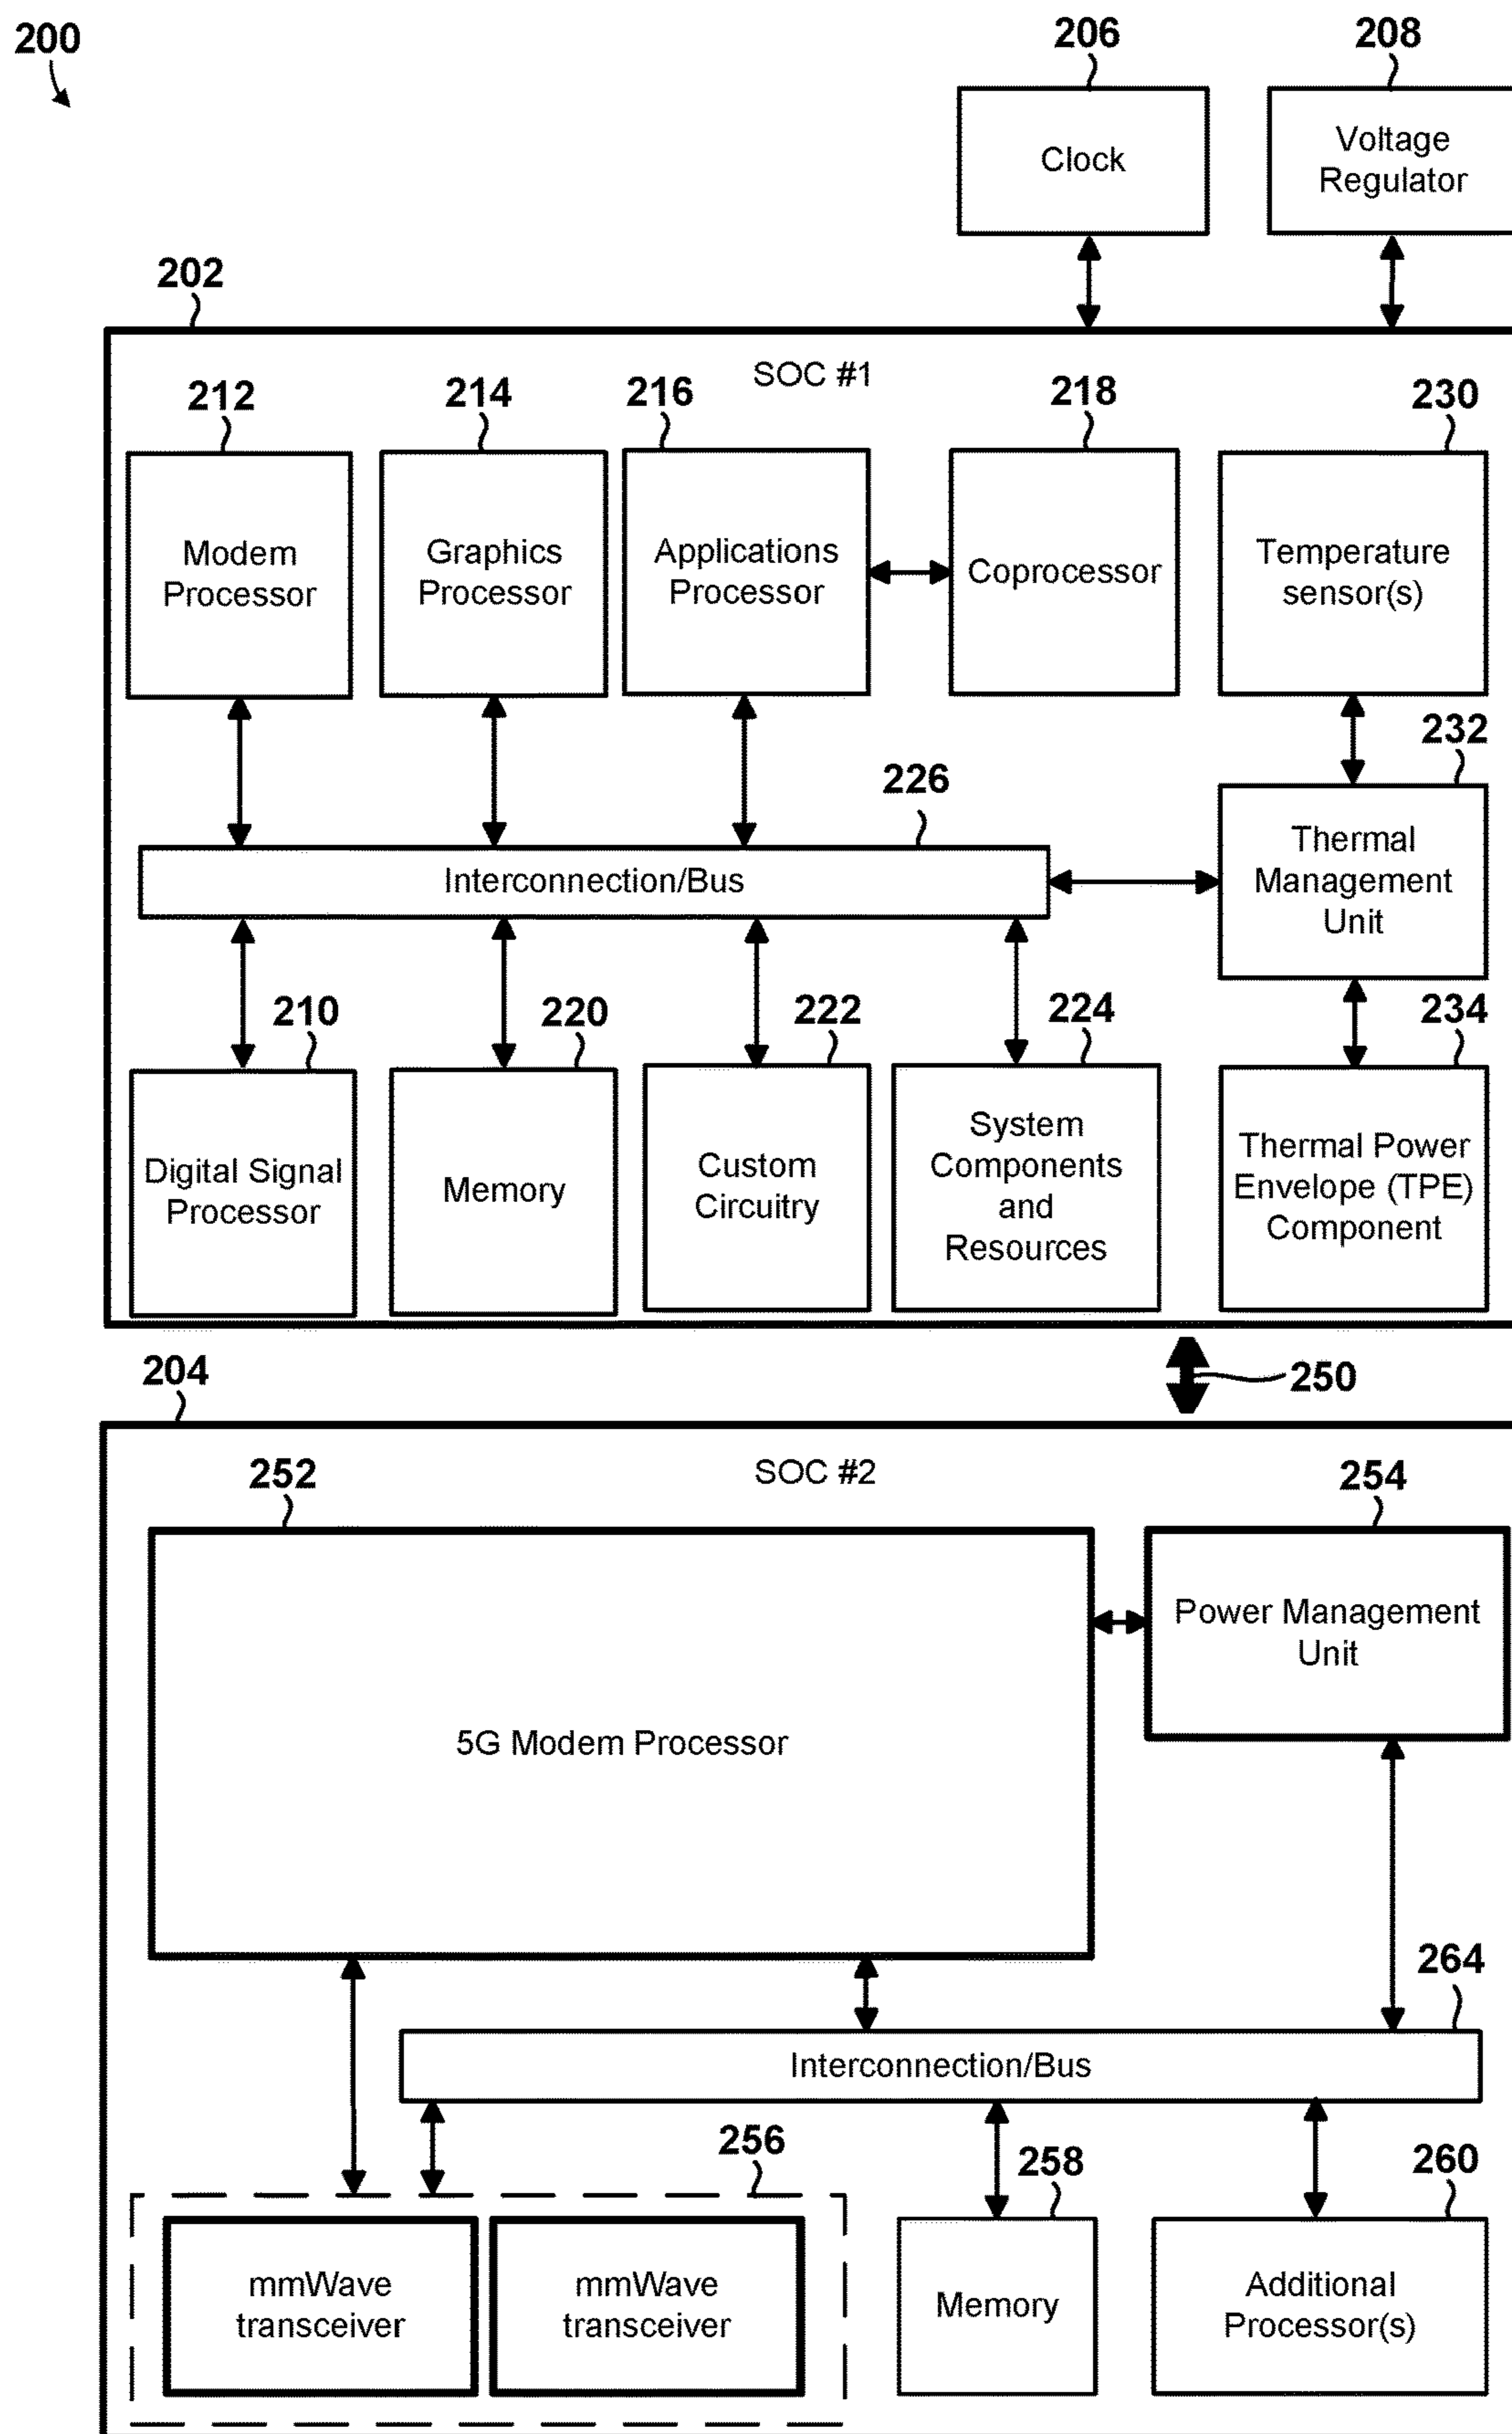 200
206
208
Clock
Voltage
Regulator
202
SOC #1
212
214
216
218
230
Modem
Processor
Graphics
Processor
Applications
Processor
Coprocessor
Temperature
sensor(s)
232
226
Interconnection/Bus
Thermal
Management
Unit
210
220
222
224
234
Digital Signal
Processor
Memory
Custom
Circuitry
System
Components
and
Resources
Thermal Power
Envelope (TPE)
Component
250
204
SOC #2
252
254
5G Modem Processor
Power Management
Unit
264
Interconnection/Bus
256
258
260
mmWave
transceiver
mmWave
transceiver
Memory
Additional
Processor(s)